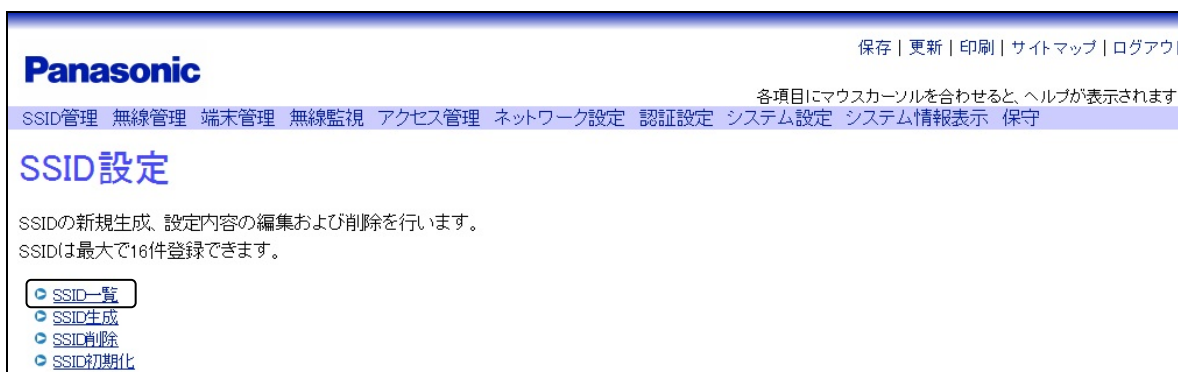 保存 | 更新 | 印刷 | サイトマップ | ログアウ
Panasonic
各項目にマウスカーソルを合わせると、ヘルプが表示されます
SSID管理 無線管理 端末管理 無線監視 アクセス管理 ネットワーク設定 認証設定 システム設定 システム情報表示 保守
SSID設定
SSIDの新規生成、設定内容の編集および削除を行います。
SSIDは最大で16件登録できます。
SSID一覧
SSID生成
SSID削除
SSID初期化